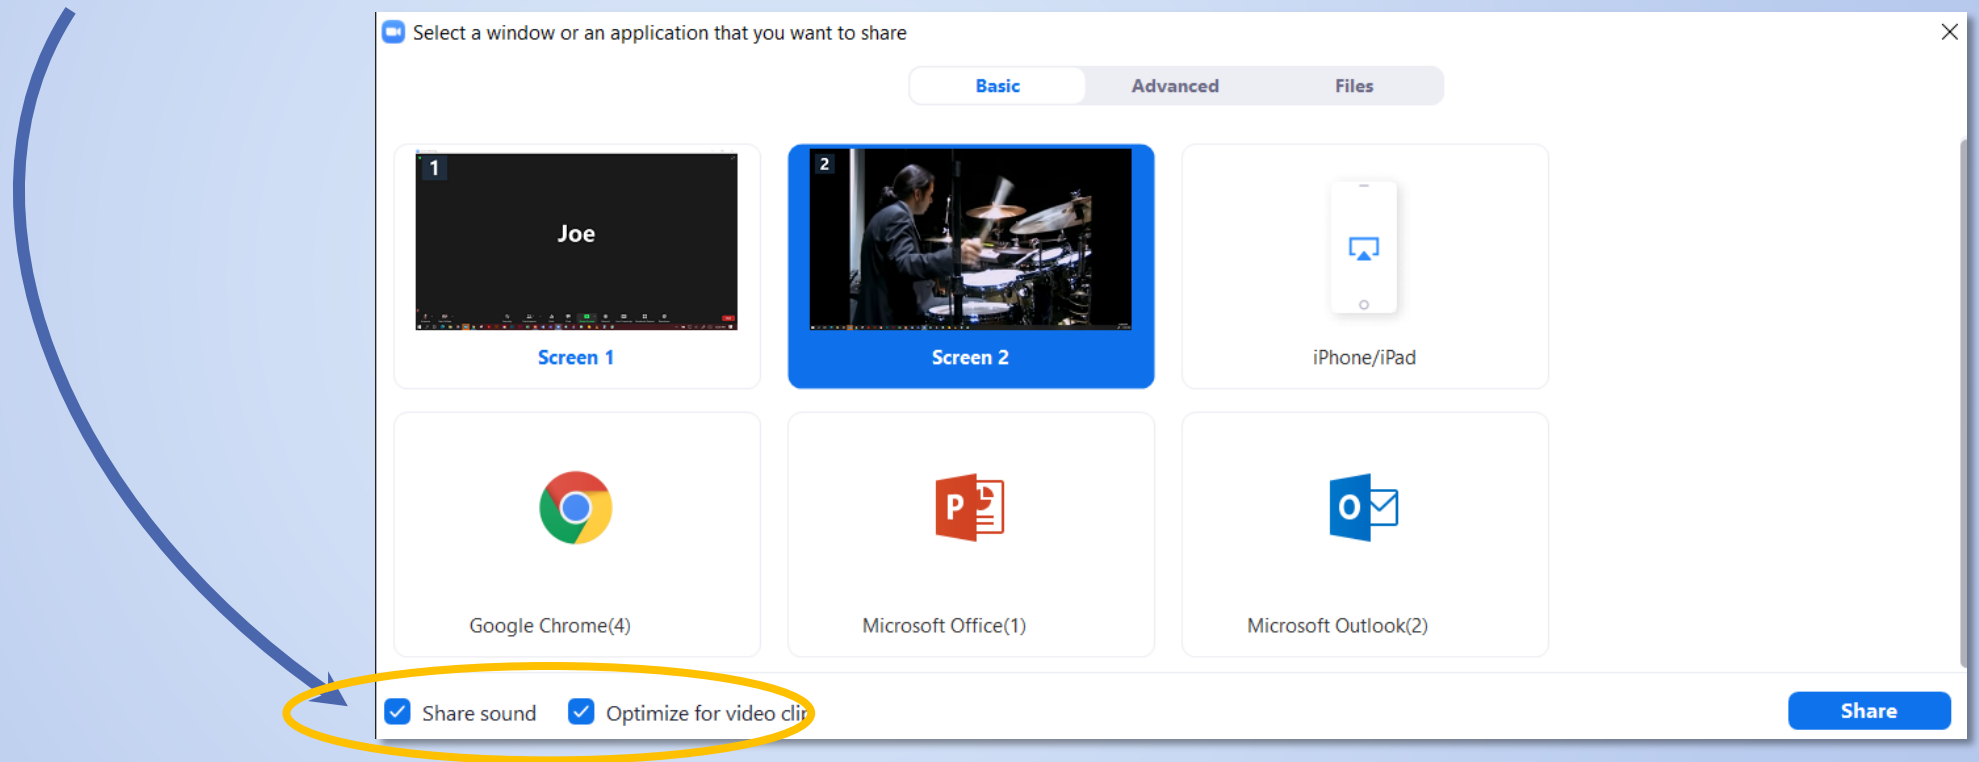 Select a window or an application that you want to share
Basic
Advanced
Files
1
Joe
Screen 1
2
Screen 2
iPhone/iPad
Google Chrome(4)
P
Microsoft Office(1)
O
Microsoft Outlook(2)
Share sound
Optimize for video
Share